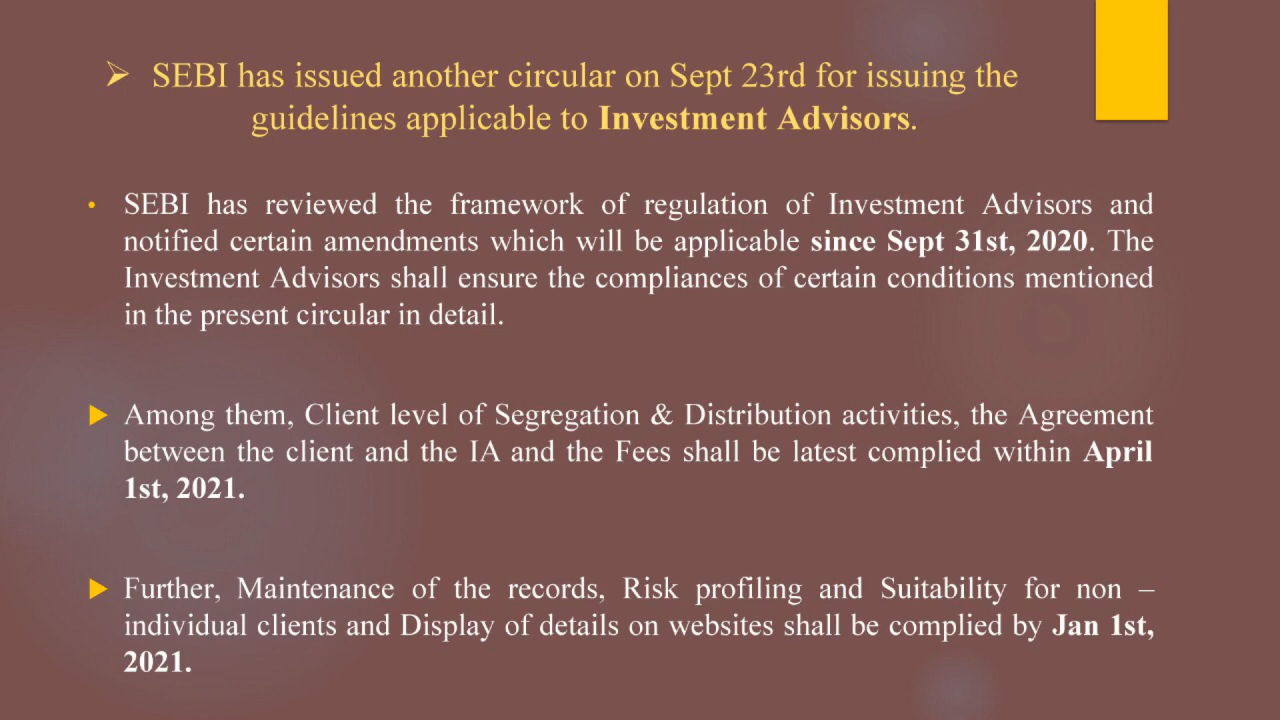 ➢ SEBI has issued another circular on Sept 23rd for issuing the
guidelines applicable to Investment Advisors.
• SEBI has reviewed the framework of regulation of Investment Advisors and
notified certain amendments which will be applicable since Sept 31st, 2020. The
Investment Advisors shall ensure the compliances of certain conditions mentioned
in the present circular in detail.
▶ Among them, Client level of Segregation & Distribution activities, the Agreement
between the client and the IA and the Fees shall be latest complied within April
1st, 2021.
▶ Further, Maintenance of the records, Risk profiling and Suitability for non –
individual clients and Display of details on websites shall be complied by Jan 1st,
2021.